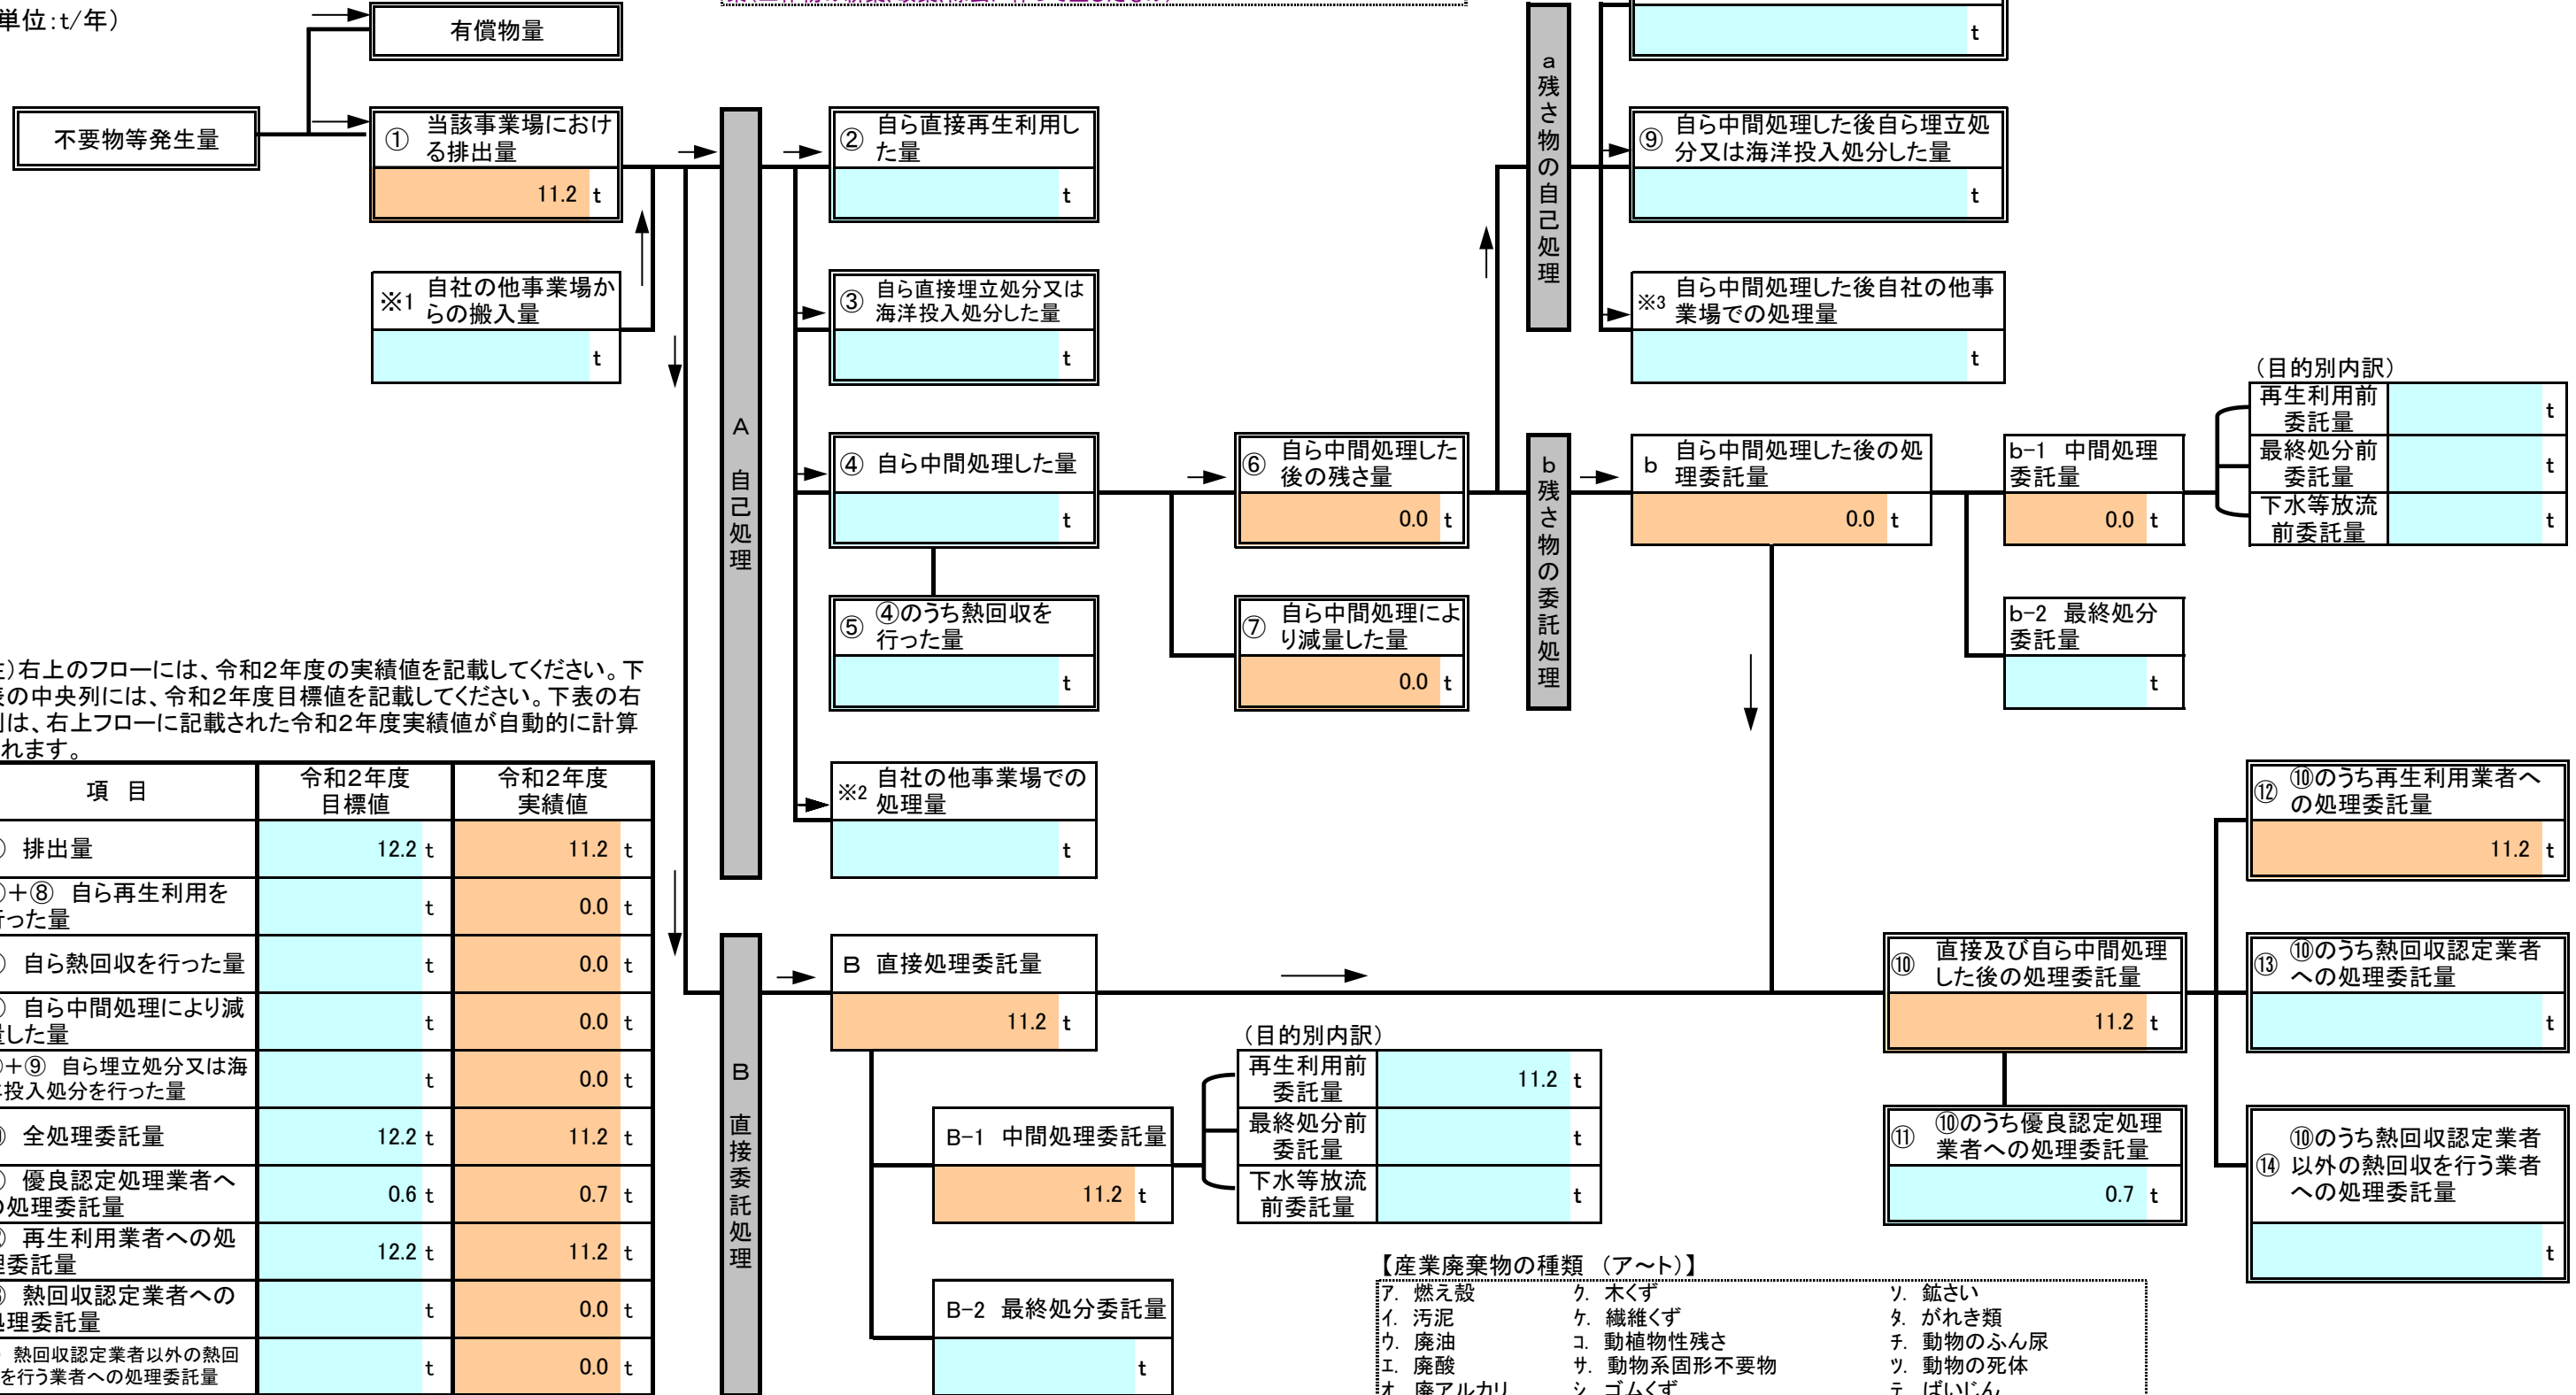 単位：t/年）
有償物量
不要物等発生量
① 当該事業場におけ
る排出量
11.2 t
※1 自社の他事業場か
らの搬入量
t
A 自己処理
② 自ら直接再生利用し
た量
t
③ 自ら直接埋立処分又は
海洋投入処分した量
t
④ 自ら中間処理した量
t
⑤ ④のうち熱回収を
行った量
t
※2 自社の他事業場での
処理量
t
⑥ 自ら中間処理した
後の残さ量
0.0 t
⑦ 自ら中間処理によ
り減量した量
0.0 t
a 残さ物の自己処理
t
⑨ 自ら中間処理した後自ら埋立処
分又は海洋投入処分した量
t
※3 自ら中間処理した後自社の他事
業場での処理量
t
b 残さ物の委託処理
b 自ら中間処理した後の処
理委託量
0.0 t
b-1 中間処理
委託量
0.0 t
（目的別内訳）
再生利用前
委託量
t
最終処分前
委託量
t
下水等放流
前委託量
t
b-2 最終処分
委託量
t
）右上のフローには、令和２年度の実績値を記載してください。下
の中央列には、令和２年度目標値を記載してください。下表の右
は、右上フローに記載された令和２年度実績値が自動的に計算
れます。
項 目 令和２年度
目標値 令和２年度
実績値
排出量 12.2 t 11.2 t
＋⑧ 自ら再生利用を
った量 t 0.0 t
自ら熱回収を行った量 t 0.0 t
自ら中間処理により減
した量 t 0.0 t
＋⑨ 自ら埋立処分又は海
投入処分を行った量 t 0.0 t
全処理委託量 12.2 t 11.2 t
優良認定処理業者へ
の処理委託量 0.6 t 0.7 t
再生利用業者への処
理委託量 12.2 t 11.2 t
熱回収認定業者への
処理委託量 t 0.0 t
熱回収認定業者以外の熱回
を行う業者への処理委託量 t 0.0 t
B 直接委託処理
B 直接処理委託量
11.2 t
B-1 中間処理委託量
11.2 t
（目的別内訳）
再生利用前
委託量
11.2 t
最終処分前
委託量
t
下水等放流
前委託量
t
B-2 最終処分委託量
t
⑩ 直接及び自ら中間処理
した後の処理委託量
11.2 t
⑪ ⑩のうち優良認定処理
業者への処理委託量
0.7 t
⑫ ⑩のうち再生利用業者へ
の処理委託量
11.2 t
⑬ ⑩のうち熱回収認定業者
への処理委託量
t
⑭ ⑩のうち熱回収認定業者
以外の熱回収を行う業者
への処理委託量
t
【産業廃棄物の種類 （ア～ト）】
ｱ. 燃え殻 ｸ. 木くず ｿ. 鉱さい
ｲ. 汚泥 ｹ. 繊維くず ﾀ. がれき類
ｳ. 廃油 ｺ. 動植物性残さ ﾁ. 動物のふん尿
ｴ. 廃酸 ｻ. 動物系固形不要物 ﾂ. 動物の死体
ｵ. 廃アルカリ ｼ. ゴムくず ﾃ. ばいじん